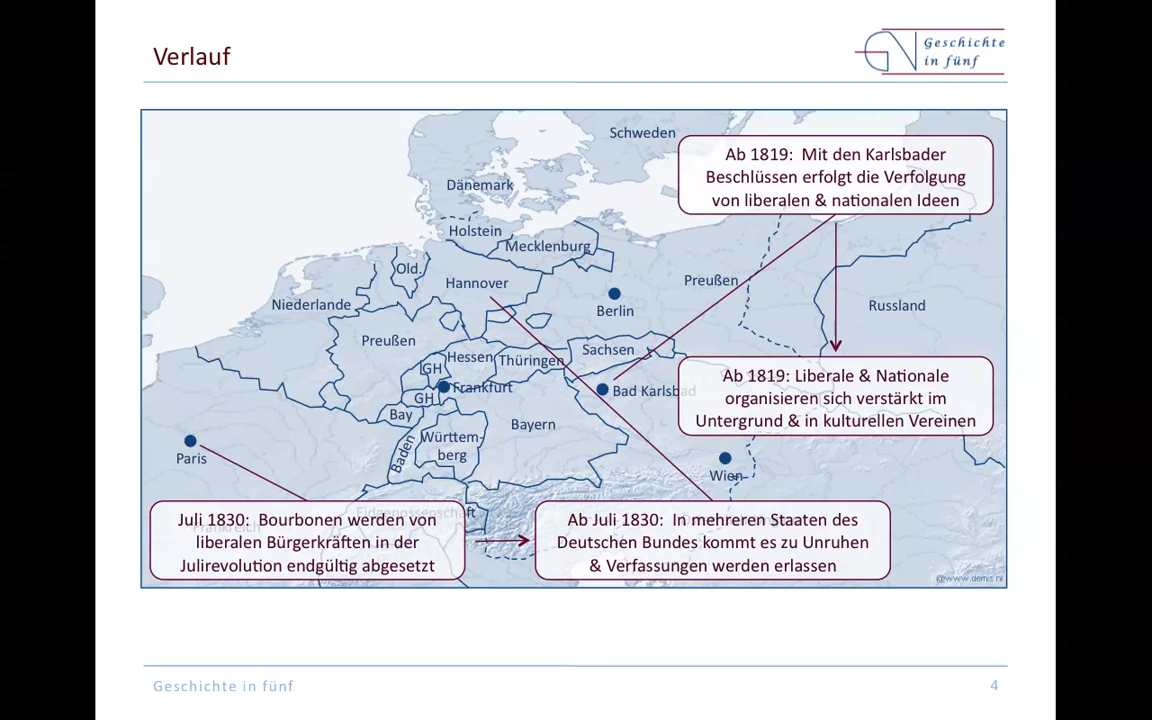 Verlauf
Geschichte
in fünf
Schweden
Ab 1819: Mit den Karlsbader
Beschlüssen erfolgt die Verfolgung
von liberalen & nationalen Ideen
Dänemark
Holstein
Mecklenburg
Old.
Hannover
Preußen
Berlin
Niederlande
Russland
Preußen
Hessen
Thüringen
Sachsen
GH
Frankfurt
Bad Karlsbad
GH
Bay
Baden
Württem-
berg
Bayern
Ab 1819: Liberale & Nationale
organisieren sich verstärkt im
Untergrund & in kulturellen Vereinen
Paris
Wien
Eidgenossenschaft
Frankreich
Juli 1830: Bourbonen werden von
liberalen Bürgerkräften in der
Julirevolution endgültig abgesetzt
Ab Juli 1830: In mehreren Staaten des
Deutschen Bundes kommt es zu Unruhen
& Verfassungen werden erlassen
@www.demis.nl
Geschichte in fünf
4